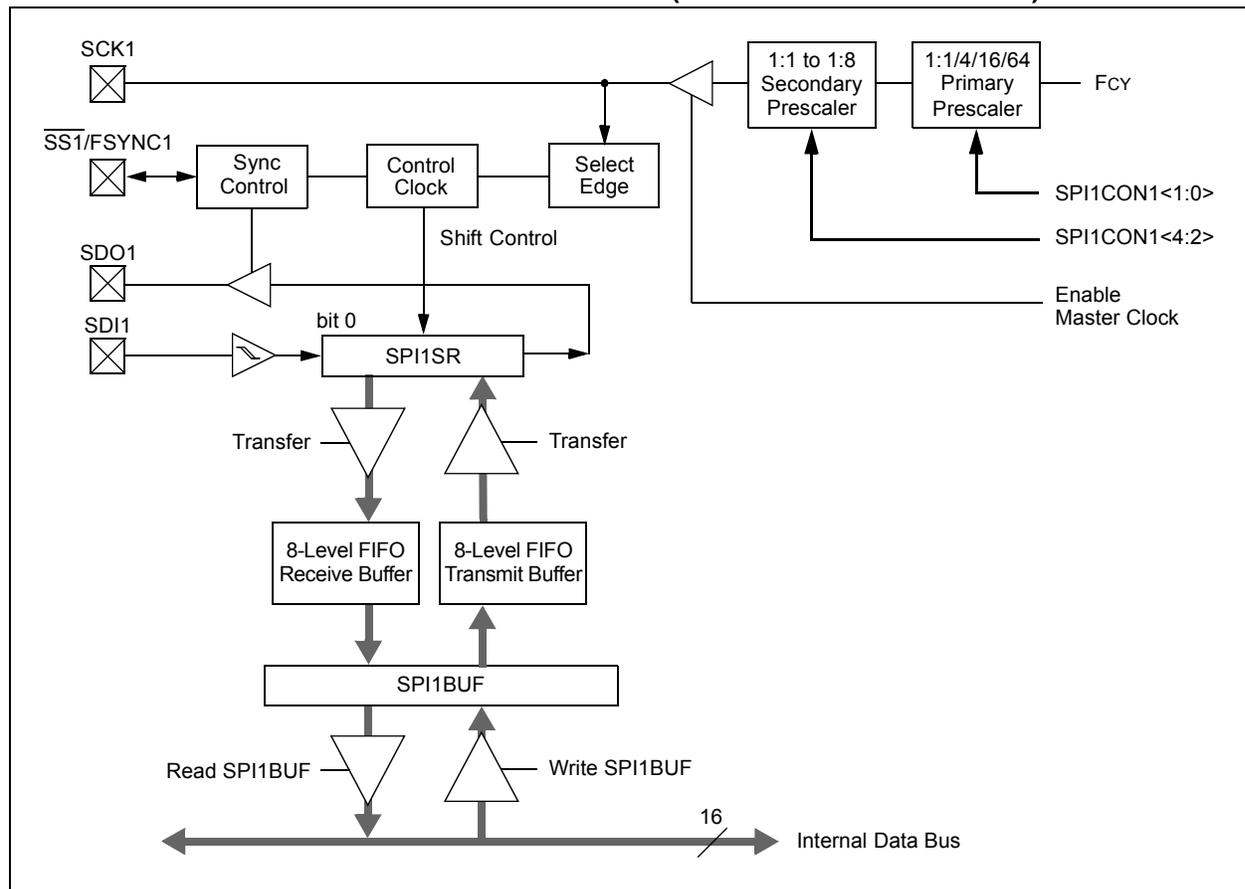 SCK1
1:1 to 1:8
Secondary
Prescaler
1:1/4/16/64
Primary
Prescaler
FCY
SS1/FSYNC1
Sync
Control
Control
Clock
Select
Edge
SPI1CON1<1:0>
Shift Control
SPI1CON1<4:2>
SDO1
Enable
Master Clock
SDI1
bit 0
SPI1SR
Transfer
Transfer
8-Level FIFO
Receive Buffer
8-Level FIFO
Transmit Buffer
SPI1BUF
Read SPI1BUF
Write SPI1BUF
16
Internal Data Bus